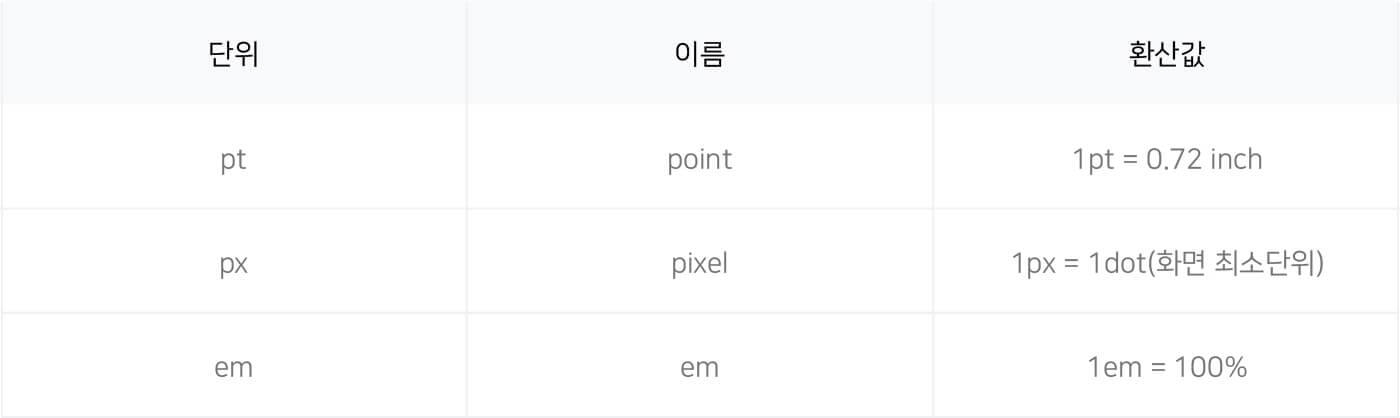 단위 이름 환산값
pt point 1pt = 0.72 inch
px pixel 1px = 1dot(화면 최소단위)
em em 1em = 100%